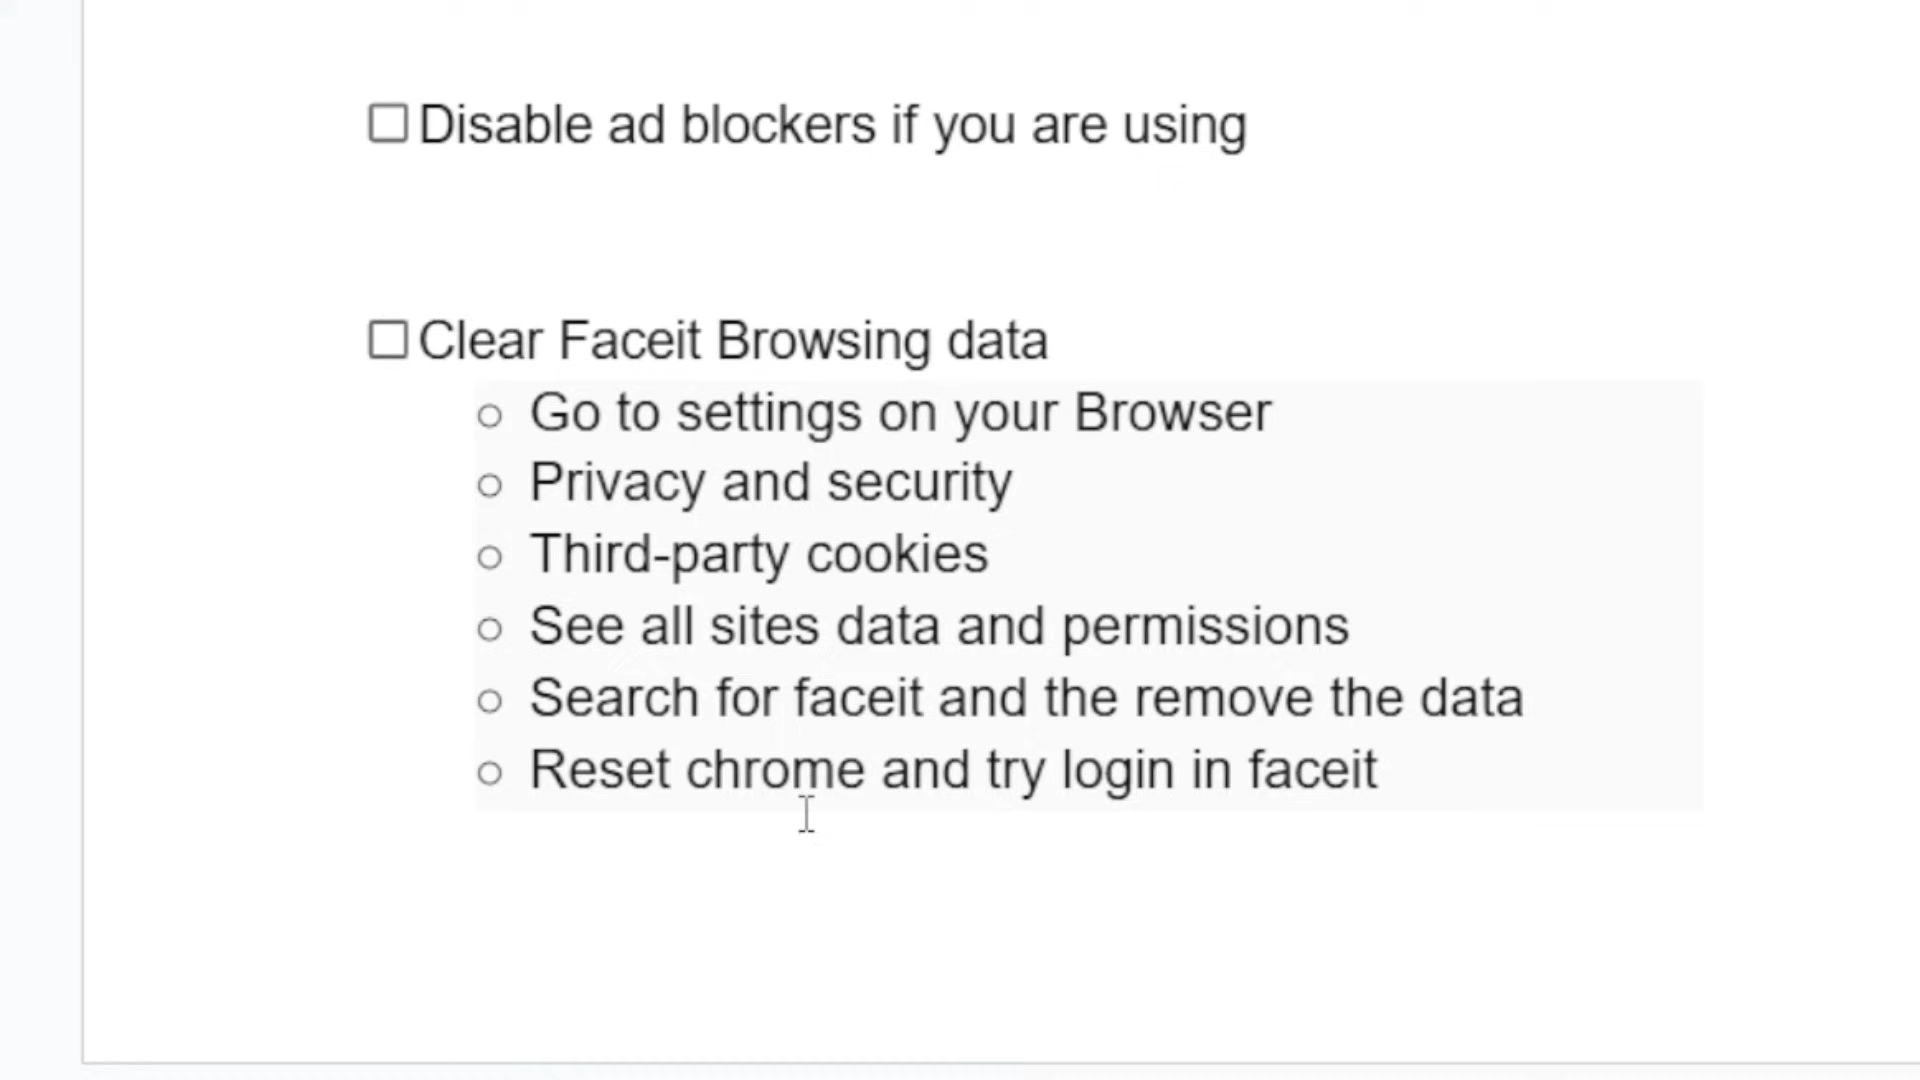 Disable ad blockers if you are using
Clear Faceit Browsing data
Go to settings on your Browser
Privacy and security
Third-party cookies
See all sites data and permissions
Search for faceit and the remove the data
Reset chrome and try login in faceit